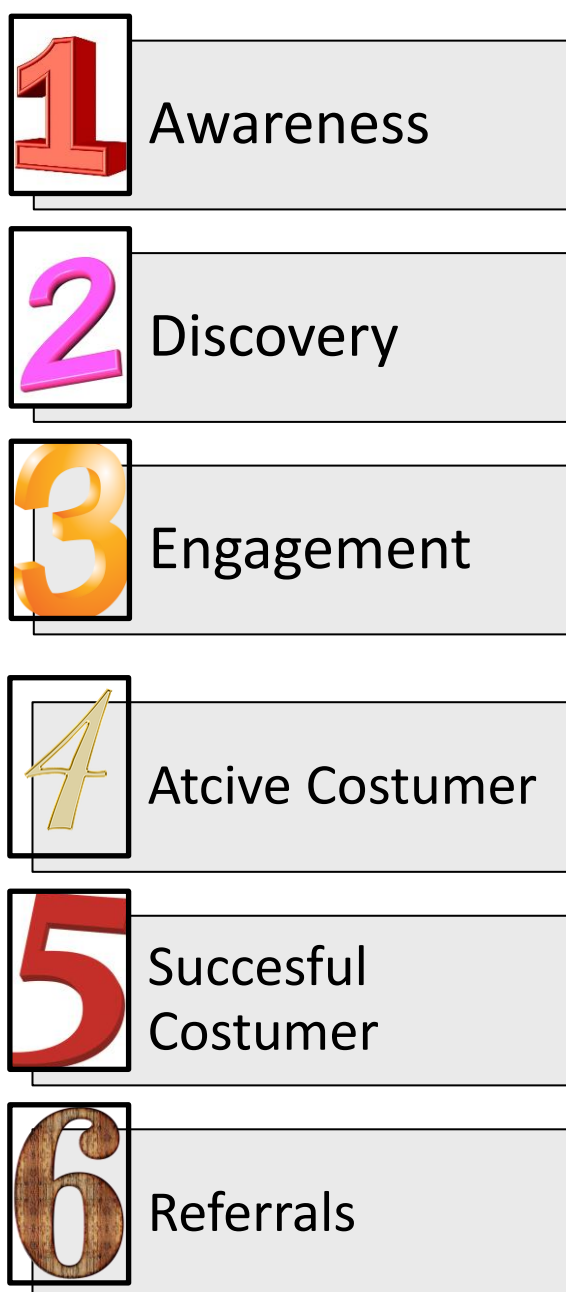 1
Awareness
2
Discovery
3
Engagement
4
Atcive Costumer
5
Succesful
Costumer
6
Referrals